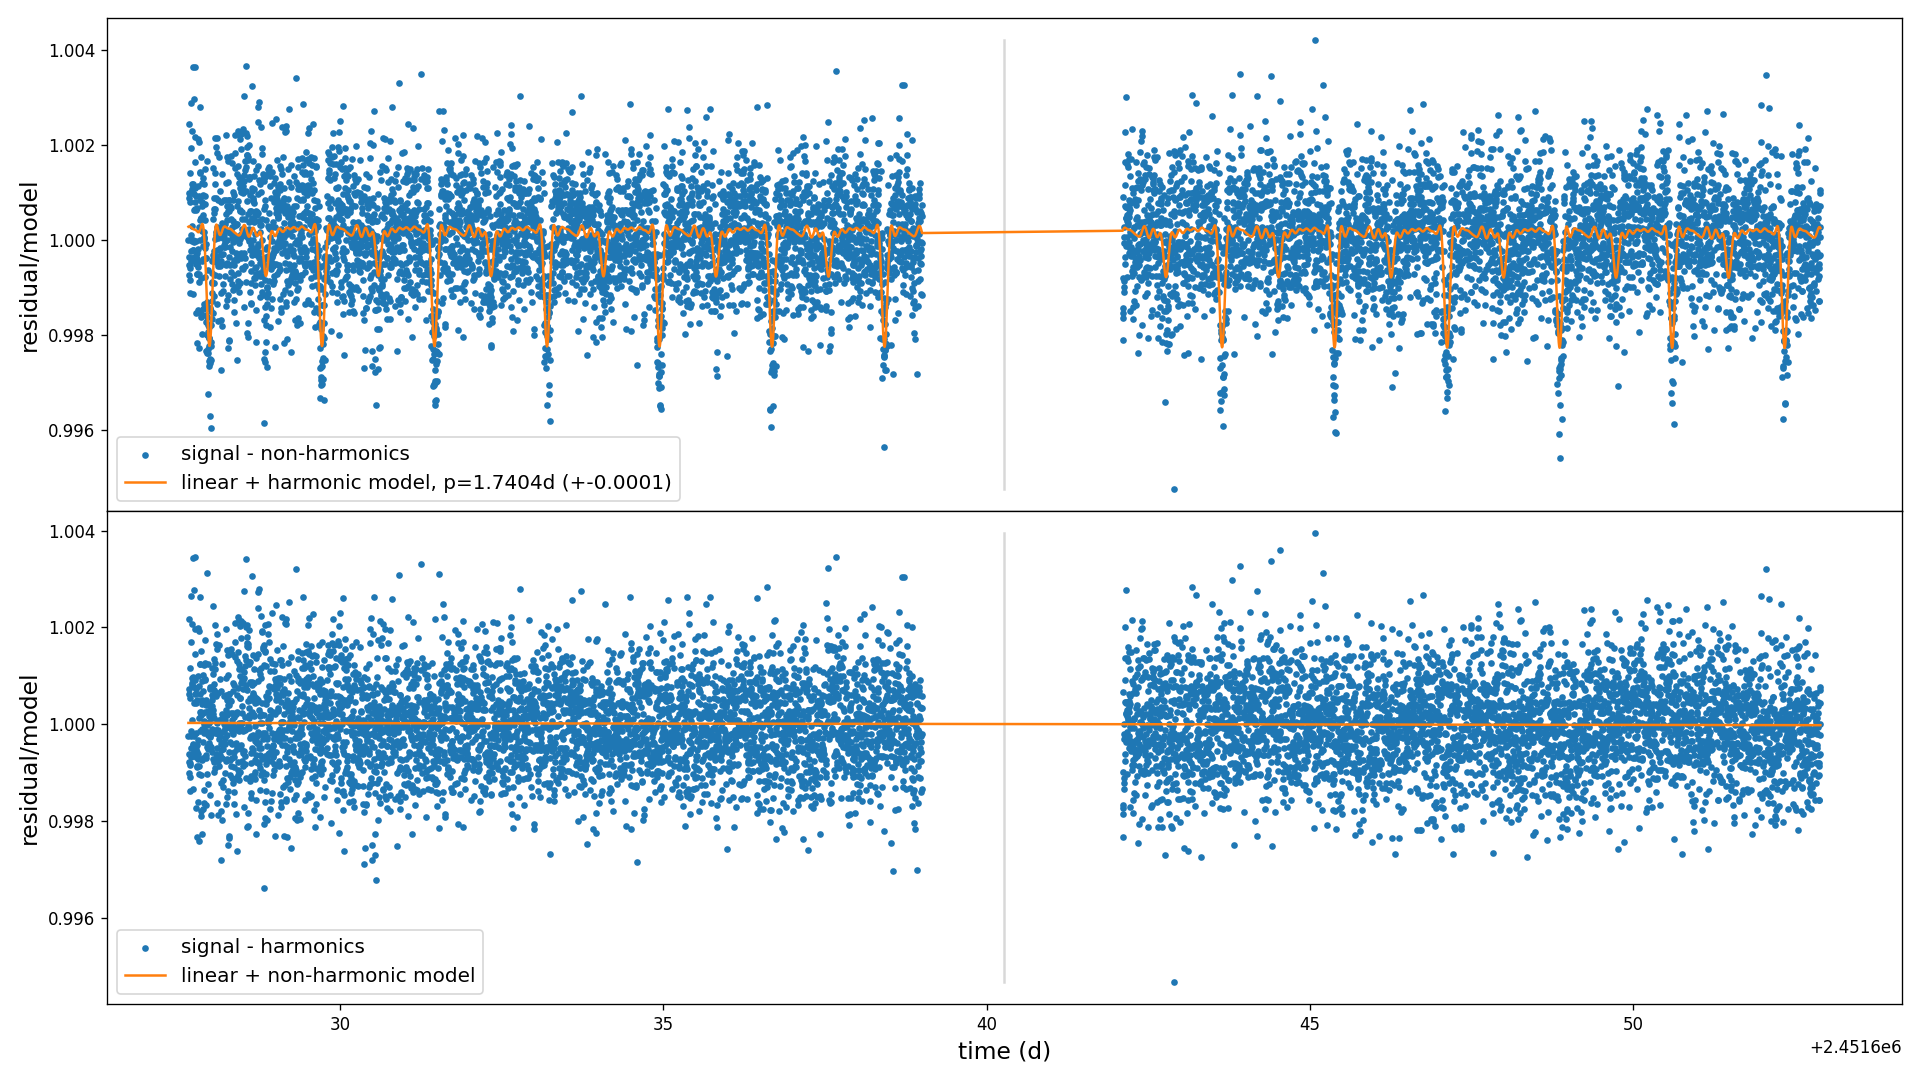 1.004
1.002
1.000
0.998
0.996
residual/model
signal - non-harmonics
linear + harmonic model, p=1.7404d (+-0.0001)
1.004
1.002
1.000
0.998
0.996
residual/model
signal - harmonics
linear + non-harmonic model
30 35 40 45 50
time (d)
+2.4516e6